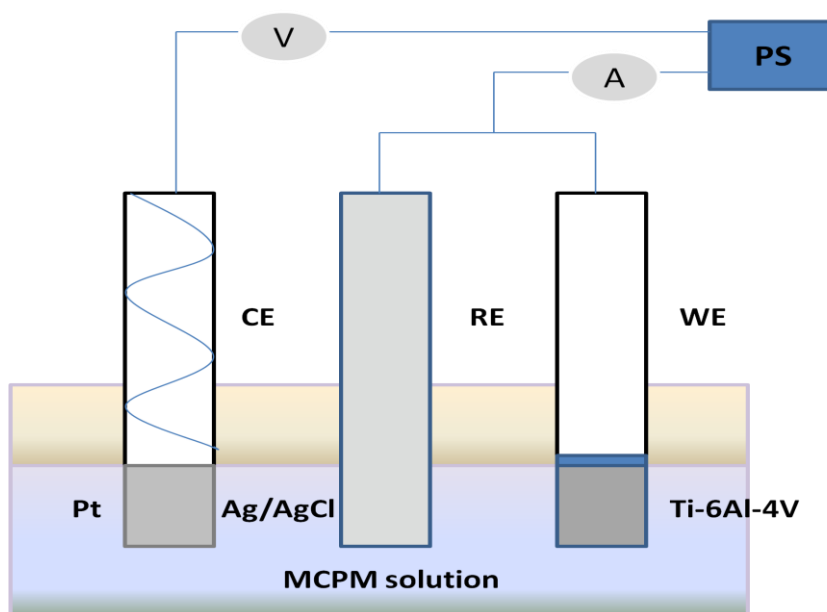 V
PS
A
CE
RE
WE
Pt
Ag/AgCl
Ti-6Al-4V
MCPM solution